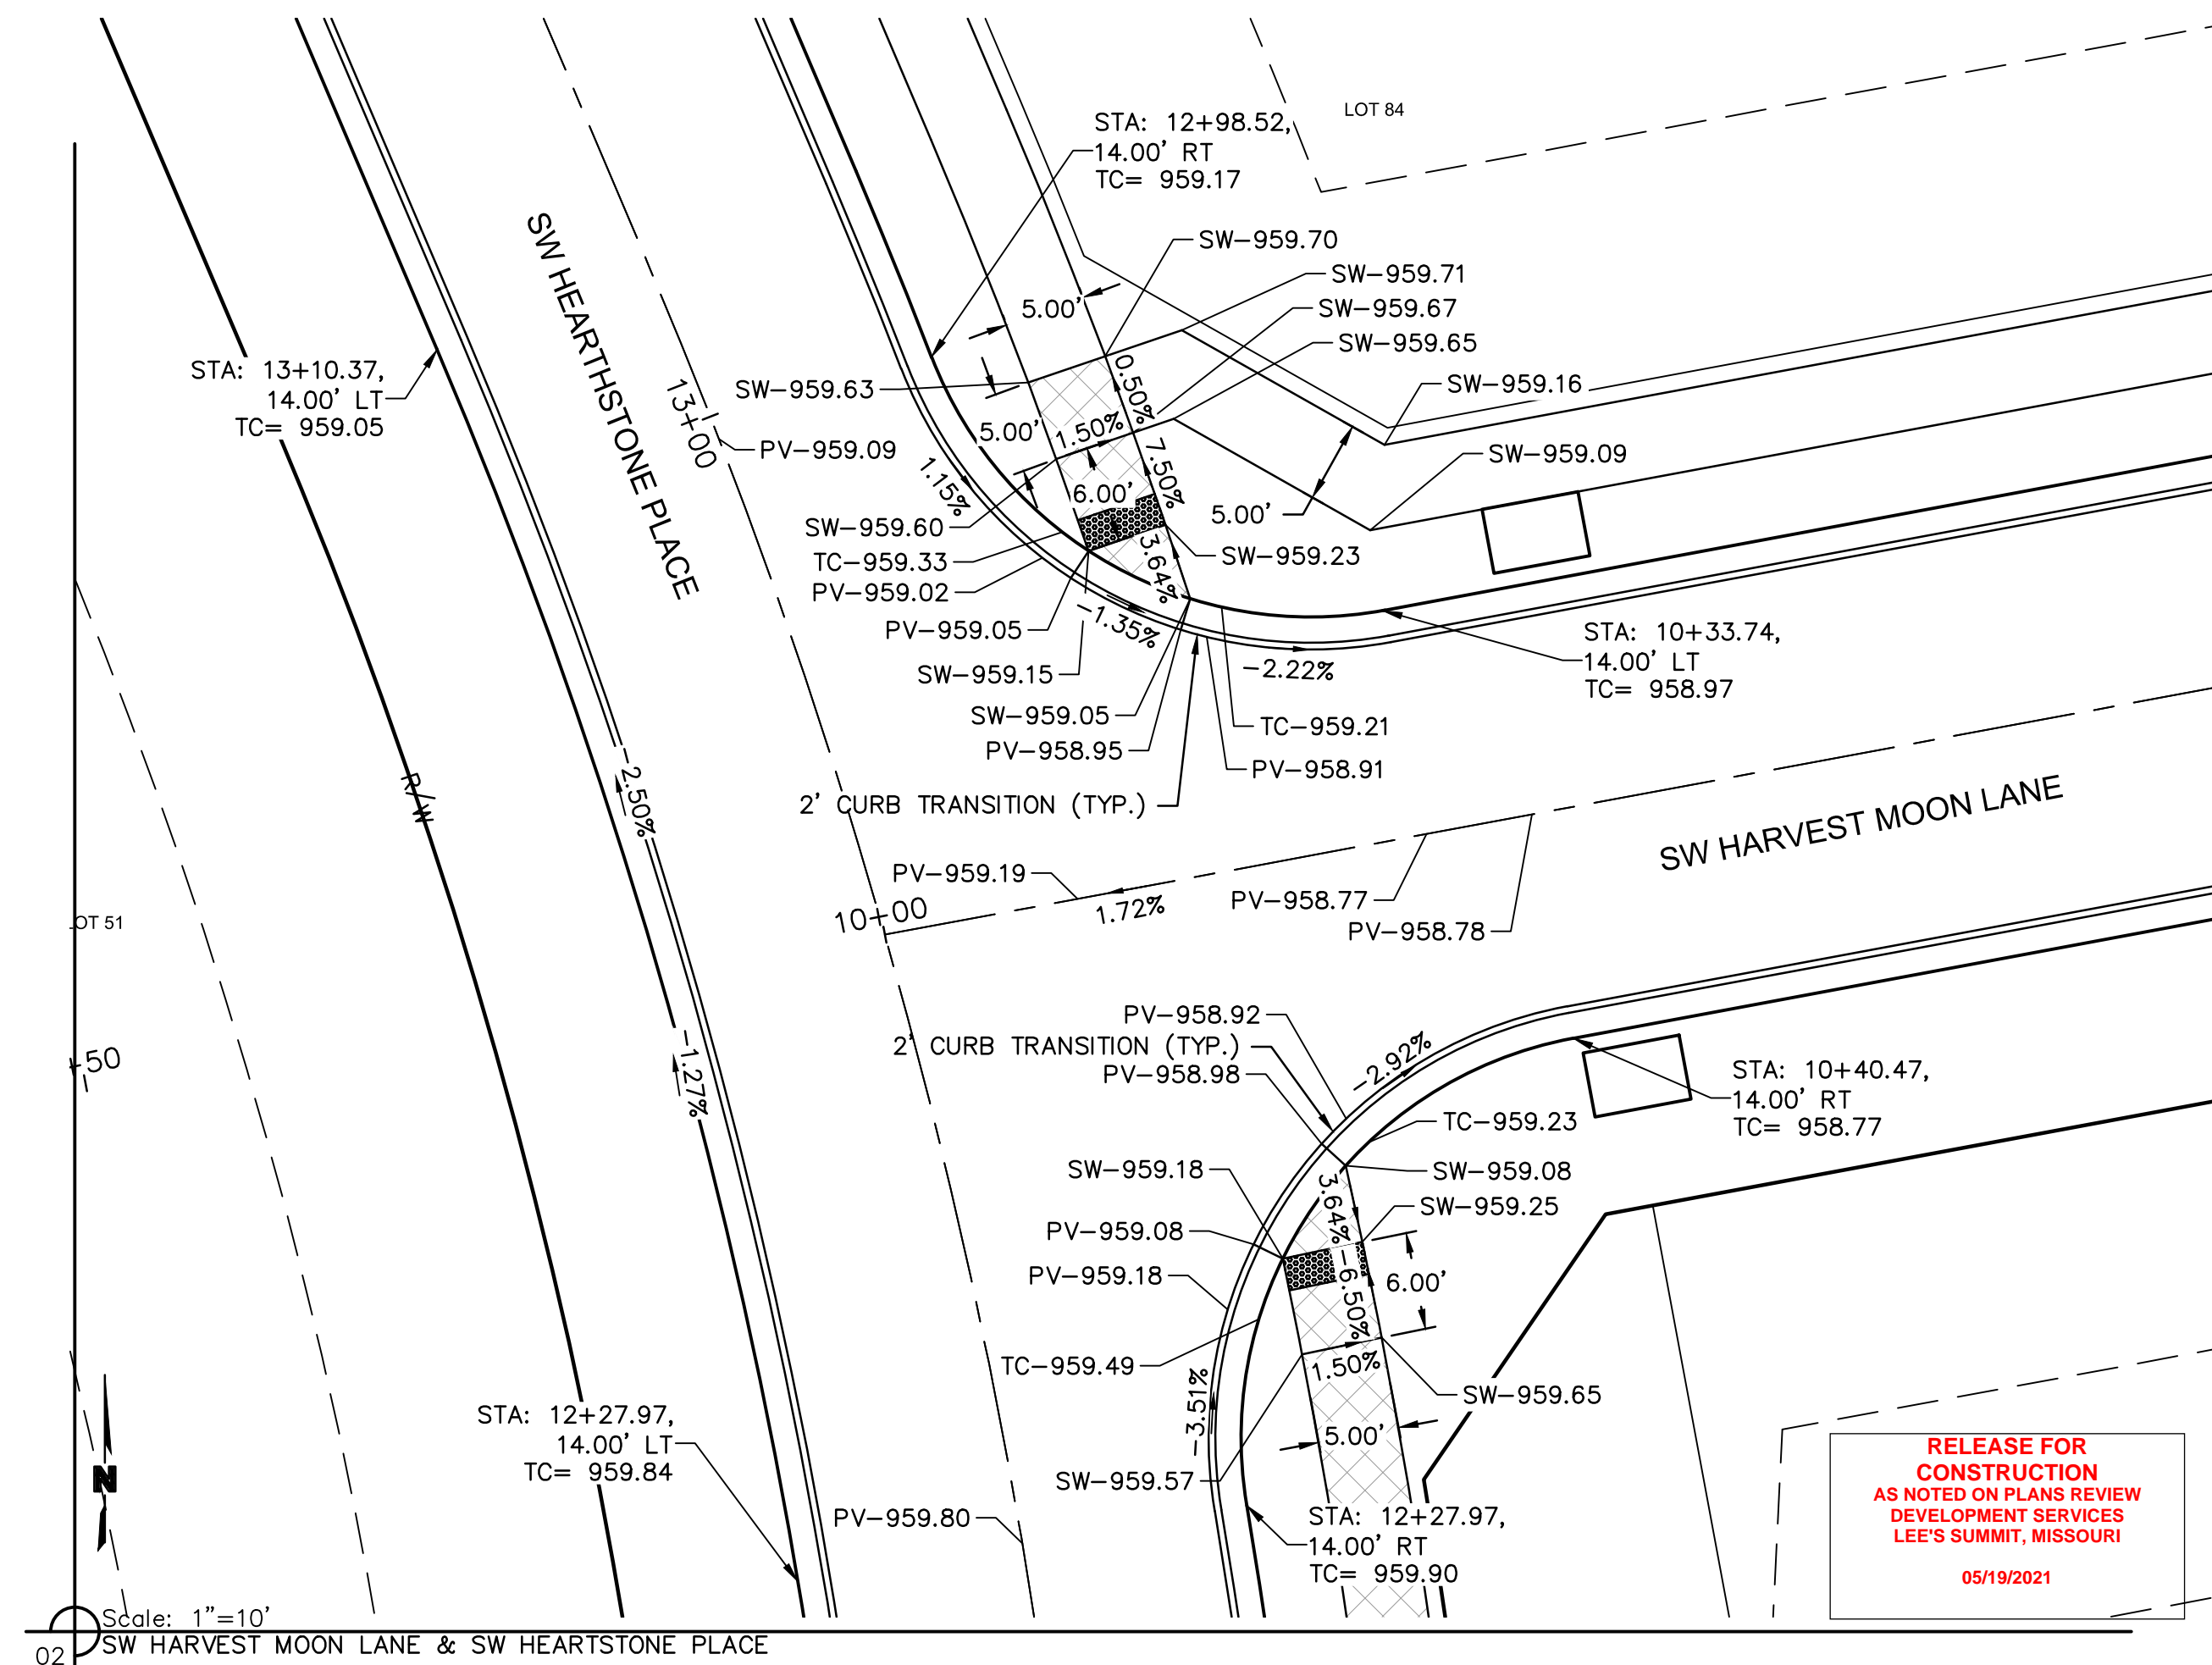 LOT 84
STA: 12+98.52,
14.00' RT
TC= 959.17
SW-959.70
SW-959.71
SW-959.67
SW-959.65
SW-959.16
SW-959.09
5.00'
5.00'
0.50%
1.50%
7.50%
6.00'
5.00'
3.64%
SW-959.23
STA: 13+10.37,
14.00' LT
TC= 959.05
SW HEARTHSTONE PLACE
13+00
PV-959.09
SW-959.63
1.15%
SW-959.60
TC-959.33
PV-959.02
PV-959.05
SW-959.15
-1.35%
SW-959.05
PV-958.95
2' CURB TRANSITION (TYP.)
-2.22%
TC-959.21
PV-958.91
STA: 10+33.74,
14.00' LT
TC= 958.97
R/W
-2.50%
SW HARVEST MOON LANE
PV-959.19
10+00
1.72%
PV-958.77
PV-958.78
OT 51
+50
-1.27%
PV-958.92
2' CURB TRANSITION (TYP.)
PV-958.98
-2.92%
STA: 10+40.47,
14.00' RT
TC= 958.77
TC-959.23
SW-959.18
SW-959.08
3.64%
SW-959.25
PV-959.08
PV-959.18
-6.50%
6.00'
TC-959.49
1.50%
-3.51%
SW-959.65
5.00'
SW-959.57
STA: 12+27.97,
14.00' LT
TC= 959.84
PV-959.80
STA: 12+27.97,
14.00' RT
TC= 959.90
N
RELEASE FOR
CONSTRUCTION
AS NOTED ON PLANS REVIEW
DEVELOPMENT SERVICES
LEE'S SUMMIT, MISSOURI
05/19/2021
Scale: 1"=10'
SW HARVEST MOON LANE & SW HEARTSTONE PLACE
02